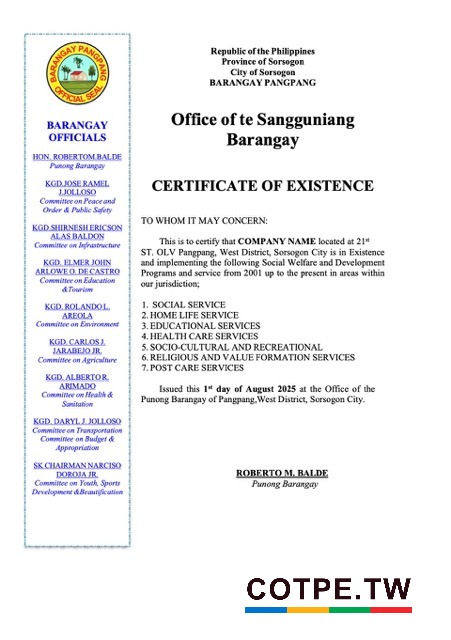 BARANGAY PANGPANG
OFFICIAL SEAL
BARANGAY
OFFICIALS
HON. ROBERTOM.BALDE
Punong Barangay
KGD.JOSE RAMEL
J.JOLLOSO
Committee on Peace and
Order & Public Safety
KGD.SHIRNESH ERICSON
ALAS BALDON
Committee on Infrastructure
KGD. ELMER JOHN
ARLOWE O. DE CASTRO
Committee on Education
&Tourism
KGD. ROLANDO L.
AREOLA
Committee on Environment
KGD. CARLOS J.
JARABEJO JR.
Committee on Agriculture
KGD. ALBERTO R.
ARIMADO
Committee on Health &
Sanitation
KGD. DARYL J. JOLLOSO
Committee on Transportation
Committee on Budget &
Appropriation
SK CHAIRMAN NARCISO
DOROJA JR.
Committee on Youth, Sports
Development &Beautification
Republic of the Philippines
Province of Sorsogon
City of Sorsogon
BARANGAY PANGPANG
Office of te Sangguniang
Barangay
CERTIFICATE OF EXISTENCE
TO WHOM IT MAY CONCERN:
This is to certify that COMPANY NAME located at 21st
ST. OLV Pangpang, West District, Sorsogon City is in Existence
and implementing the following Social Welfare and Development
Programs and service from 2001 up to the present in areas within
our jurisdiction;
1. SOCIAL SERVICE
2. HOME LIFE SERVICE
3. EDUCATIONAL SERVICES
4. HEALTH CARE SERVICES
5. SOCIO-CULTURAL AND RECREATIONAL
6. RELIGIOUS AND VALUE FORMATION SERVICES
7. POST CARE SERVICES
Issued this 1st day of August 2025 at the Office of the
Punong Barangay of Pangpang,West District, Sorsogon City.
ROBERTO M. BALDE
Punong Barangay
COTPE.TW